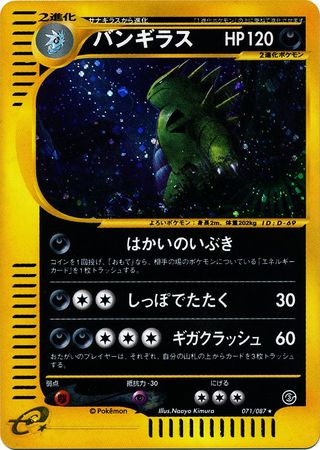 2進化
サナギラスから進化
バンギラス HP120
2進化ポケモン
よろいポケモン：身長2m、体重202kg ID：D-69
はかいのいぶき
コインを1回投げ、「おもて」なら、相手の場のポケモンについている「エネルギーカード」を1枚トラッシュする。
しっぽでたたく 30
ギガクラッシュ 60
おたがいのプレイヤーは、それぞれ、自分の山札の上からカードを3枚トラッシュする。
弱点 抵抗力 -30 にげる
© Pokémon Illus. Naoyo Kimura 071/087 ★
e